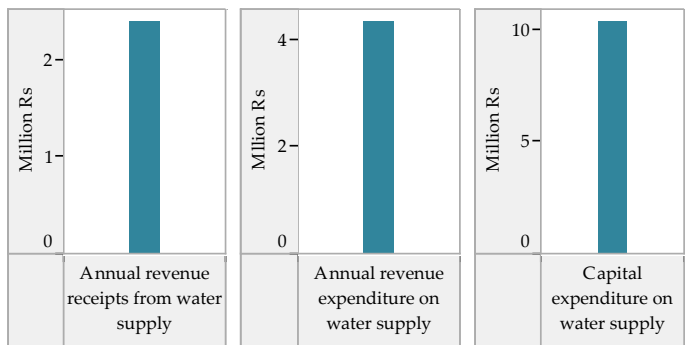 Million Rs
2
1
0
Annual revenue
receipts from water
supply
Mllion Rs
4
2
0
Annual revenue
expenditure on
water supply
Million Rs
10
5
0
Capital
expenditure on
water supply